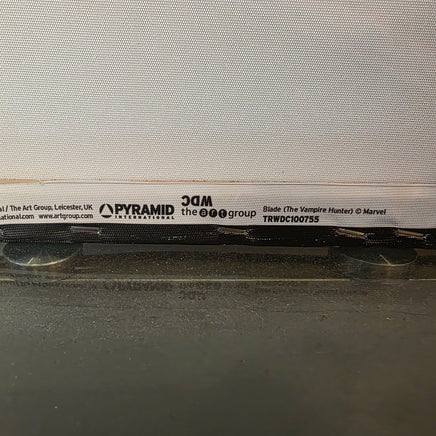 WDC
al / The Art Group, Leicester, UK
national.com www.artgroup.com
PYRAMID
INTERNATIONAL
the art group
Blade (The Vampire Hunter) © Marvel
TRWDC100755